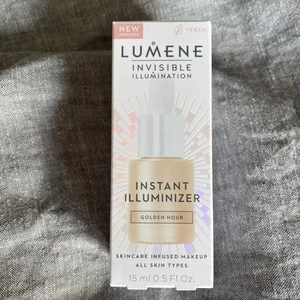 NEW
VEGAN
LUMENE
INVISIBLE
ILLUMINATION
INSTANT
ILLUMINIZER
GOLDEN HOUR
SKINCARE INFUSED MAKEUP
ALL SKIN TYPES
15 ml 0.5 Fl.Oz.